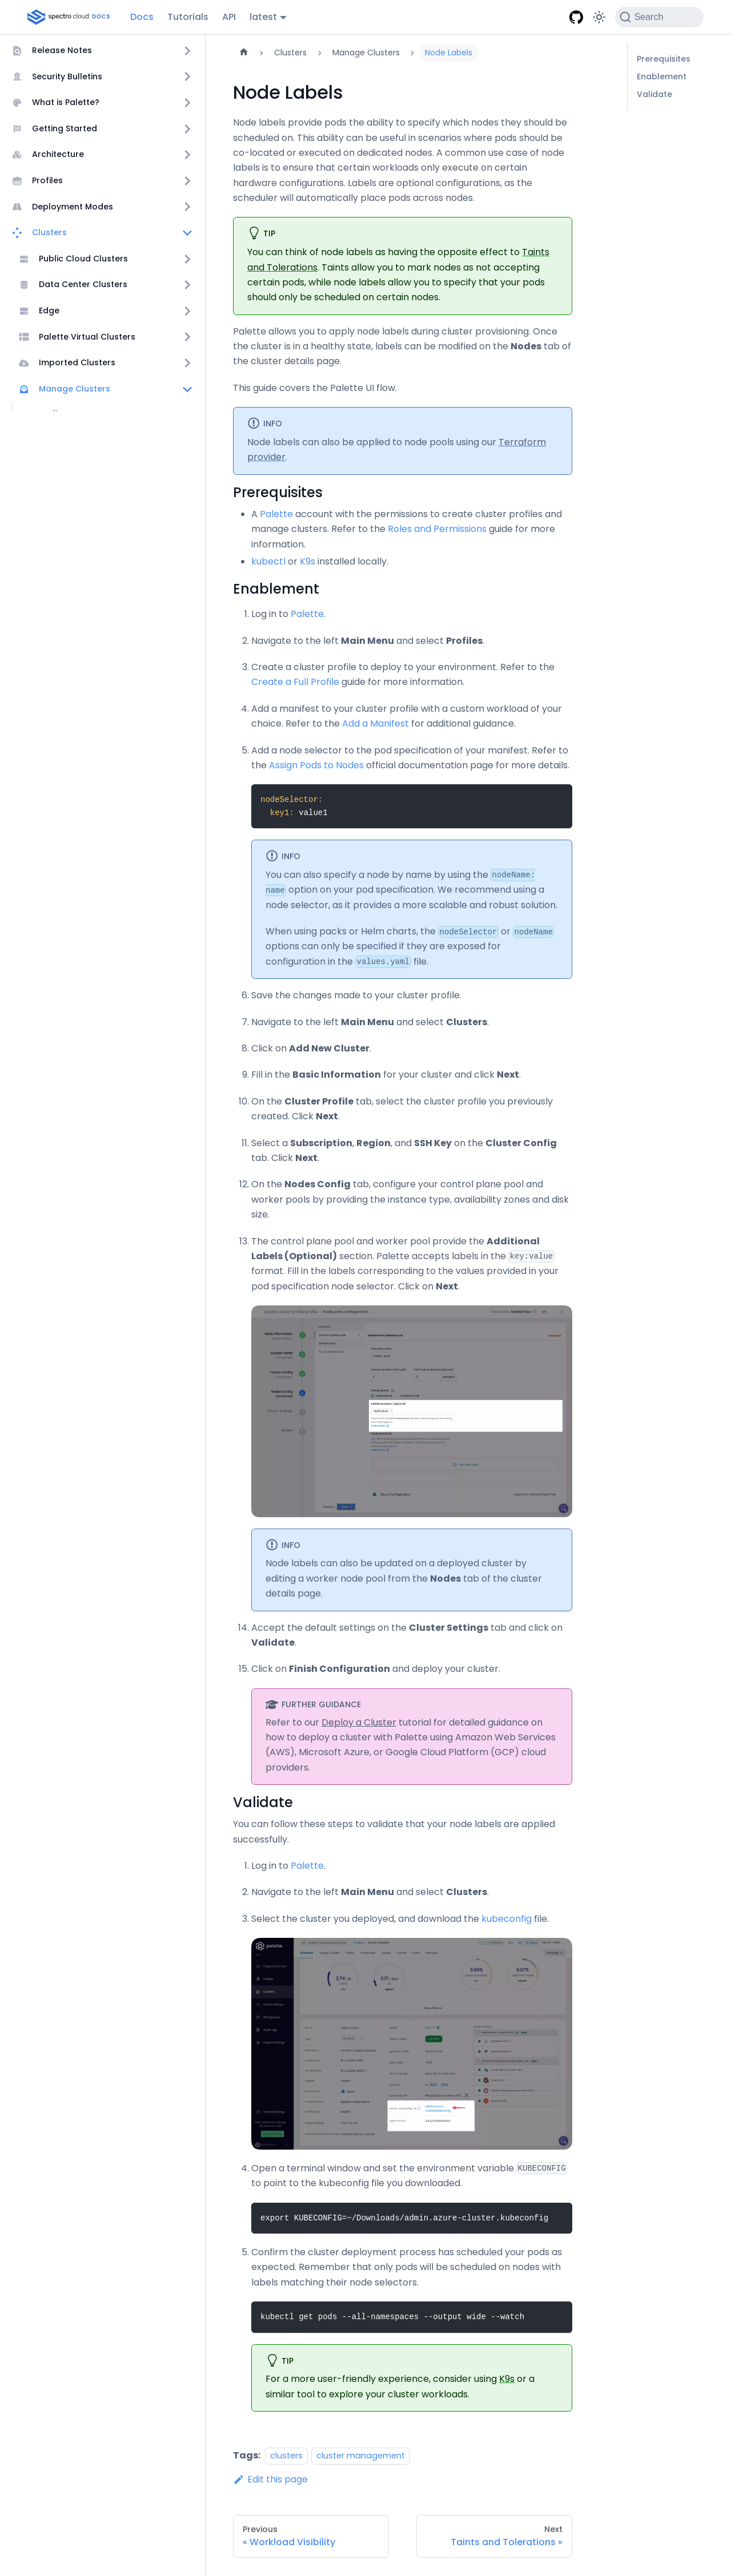 spectro cloud DOCS
Docs
Tutorials
API
latest
Search
Release Notes
Security Bulletins
What is Palette?
Getting Started
Architecture
Profiles
Deployment Modes
Clusters
Public Cloud Clusters
Data Center Clusters
Edge
Palette Virtual Clusters
Imported Clusters
Manage Clusters
Clusters
Manage Clusters
Node Labels
Node Labels
Node labels provide pods the ability to specify which nodes they should be
scheduled on. This ability can be useful in scenarios where pods should be
co-located or executed on dedicated nodes. A common use case of node
labels is to ensure that certain workloads only execute on certain
hardware configurations. Labels are optional configurations, as the
scheduler will automatically place pods across nodes.
TIP
You can think of node labels as having the opposite effect to Taints
and Tolerations. Taints allow you to mark nodes as not accepting
certain pods, while node labels allow you to specify that your pods
should only be scheduled on certain nodes.
Palette allows you to apply node labels during cluster provisioning. Once
the cluster is in a healthy state, labels can be modified on the Nodes tab of
the cluster details page.
This guide covers the Palette UI flow.
INFO
Node labels can also be applied to node pools using our Terraform
provider.
Prerequisites
A Palette account with the permissions to create cluster profiles and
manage clusters. Refer to the Roles and Permissions guide for more
information.
kubectl or K9s installed locally.
Enablement
1. Log in to Palette.
2. Navigate to the left Main Menu and select Profiles.
3. Create a cluster profile to deploy to your environment. Refer to the
Create a Full Profile guide for more information.
4. Add a manifest to your cluster profile with a custom workload of your
choice. Refer to the Add a Manifest for additional guidance.
5. Add a node selector to the pod specification of your manifest. Refer to
the Assign Pods to Nodes official documentation page for more details.
nodeSelector:
key1: value1
INFO
You can also specify a node by name by using the nodeName:
name option on your pod specification. We recommend using a
node selector, as it provides a more scalable and robust solution.
When using packs or Helm charts, the nodeSelector or nodeName
options can only be specified if they are exposed for
configuration in the values.yaml file.
6. Save the changes made to your cluster profile.
7. Navigate to the left Main Menu and select Clusters.
8. Click on Add New Cluster.
9. Fill in the Basic Information for your cluster and click Next.
10. On the Cluster Profile tab, select the cluster profile you previously
created. Click Next.
11. Select a Subscription, Region, and SSH Key on the Cluster Config
tab. Click Next.
12. On the Nodes Config tab, configure your control plane pool and
worker pools by providing the instance type, availability zones and disk
size.
13. The control plane pool and worker pool provide the Additional
Labels (Optional) section. Palette accepts labels in the key:value
format. Fill in the labels corresponding to the values provided in your
pod specification node selector. Click on Next.
INFO
Node labels can also be updated on a deployed cluster by
editing a worker node pool from the Nodes tab of the cluster
details page.
14. Accept the default settings on the Cluster Settings tab and click on
Validate.
15. Click on Finish Configuration and deploy your cluster.
FURTHER GUIDANCE
Refer to our Deploy a Cluster tutorial for detailed guidance on
how to deploy a cluster with Palette using Amazon Web Services
(AWS), Microsoft Azure, or Google Cloud Platform (GCP) cloud
providers.
Validate
You can follow these steps to validate that your node labels are applied
successfully.
1. Log in to Palette.
2. Navigate to the left Main Menu and select Clusters.
3. Select the cluster you deployed, and download the kubeconfig file.
palette
4. Open a terminal window and set the environment variable KUBECONFIG
to point to the kubeconfig file you downloaded.
export KUBECONFIG=~/Downloads/admin.azure-cluster.kubeconfig
5. Confirm the cluster deployment process has scheduled your pods as
expected. Remember that only pods will be scheduled on nodes with
labels matching their node selectors.
kubectl get pods --all-namespaces --output wide --watch
TIP
For a more user-friendly experience, consider using K9s or a
similar tool to explore your cluster workloads.
Tags: clusters cluster management
Edit this page
Previous
« Workload Visibility
Next
Taints and Tolerations »
Prerequisites
Enablement
Validate